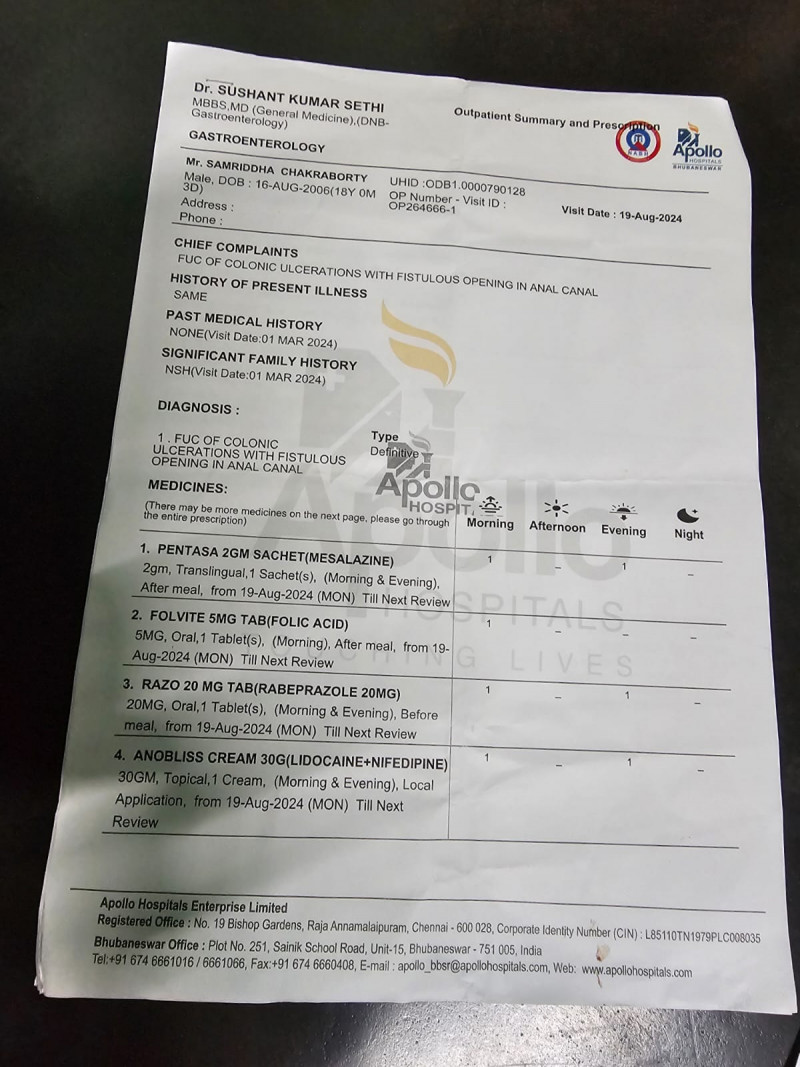 Dr. SUSHANT KUMAR SETHI
MBBS,MD (General Medicine),(DNB-
Gastroenterology)
GASTROENTEROLOGY
Outpatient Summary and Prescription
NABH
Apollo
HOSPITALS
BHUBANESWAR
Mr. SAMRIDDHA CHAKRABORTY
Male, DOB : 16-AUG-2006(18Y 0M
3D)
Address :
Phone :
UHID :ODB1.0000790128
OP Number - Visit ID :
OP264666-1
Visit Date : 19-Aug-2024
CHIEF COMPLAINTS
FUC OF COLONIC ULCERATIONS WITH FISTULOUS OPENING IN ANAL CANAL
HISTORY OF PRESENT ILLNESS
SAME
PAST MEDICAL HISTORY
NONE(Visit Date:01 MAR 2024)
SIGNIFICANT FAMILY HISTORY
NSH(Visit Date:01 MAR 2024)
DIAGNOSIS :
1 . FUC OF COLONIC
ULCERATIONS WITH FISTULOUS
OPENING IN ANAL CANAL
Type
Definitive
Apollo
HOSPIT
MEDICINES:
(There may be more medicines on the next page, please go through
the entire prescription)
Morning Afternoon Evening Night
1. PENTASA 2GM SACHET(MESALAZINE) 1 – 1 –
2gm, Translingual,1 Sachet(s), (Morning & Evening),
After meal, from 19-Aug-2024 (MON) Till Next Review
2. FOLVITE 5MG TAB(FOLIC ACID) 1 – – –
5MG, Oral,1 Tablet(s), (Morning), After meal, from 19-
Aug-2024 (MON) Till Next Review
3. RAZO 20 MG TAB(RABEPRAZOLE 20MG) 1 – 1 –
20MG, Oral,1 Tablet(s), (Morning & Evening), Before
meal, from 19-Aug-2024 (MON) Till Next Review
4. ANOBLISS CREAM 30G(LIDOCAINE+NIFEDIPINE) 1 – 1 –
30GM, Topical,1 Cream, (Morning & Evening), Local
Application, from 19-Aug-2024 (MON) Till Next
Review
Apollo
HOSPITALS
TOUCHING LIVES
Apollo Hospitals Enterprise Limited
Registered Office : No. 19 Bishop Gardens, Raja Annamalaipuram, Chennai - 600 028, Corporate Identity Number (CIN) : L85110TN1979PLC008035
Bhubaneswar Office : Plot No. 251, Sainik School Road, Unit-15, Bhubaneswar - 751 005, India
Tel:+91 674 6661016 / 6661066, Fax:+91 674 6660408, E-mail : apollo_bbsr@apollohospitals.com, Web: www.apollohospitals.com